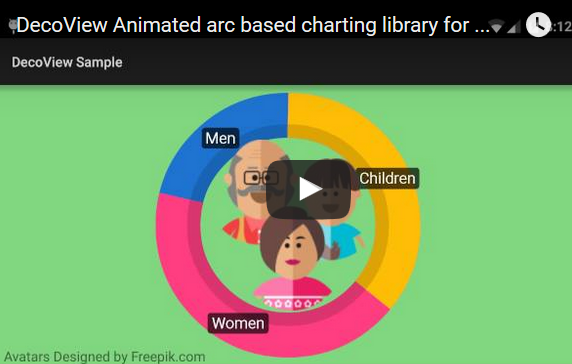 DecoView Animated arc based charting library for ...
DecoView Sample
Men
Children
Women
Avatars Designed by Freepik.com